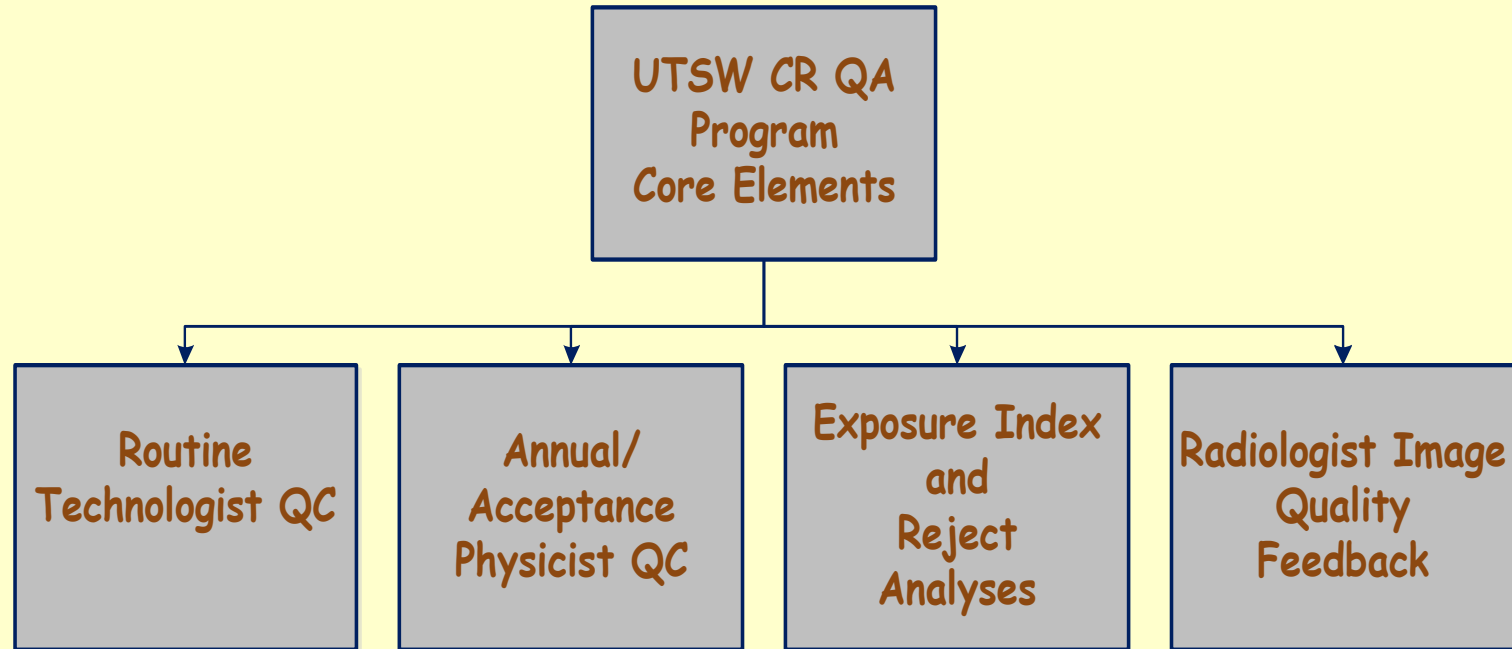 UTSW CR QA
Program
Core Elements
Routine
Technologist QC
Annual/
Acceptance
Physicist QC
Exposure Index
and
Reject
Analyses
Radiologist Image
Quality
Feedback